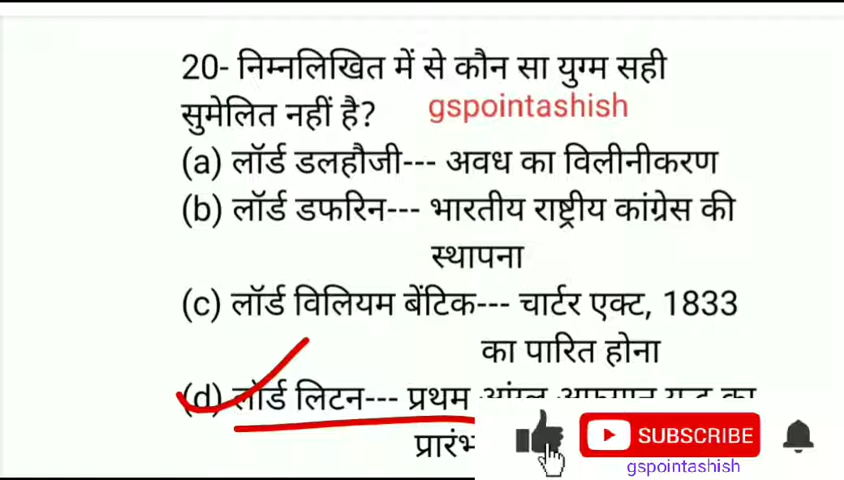 20- निम्नलिखित में से कौन सा युग्म सही
सुमेलित नहीं है?
gspointashish
(a) लॉर्ड डलहौजी--- अवध का विलीनीकरण
(b) लॉर्ड डफरिन--- भारतीय राष्ट्रीय कांग्रेस की
स्थापना
(c) लॉर्ड विलियम बेंटिक--- चार्टर एक्ट, 1833
का पारित होना
(d) लॉर्ड लिटन--- प्रथम
SUBSCRIBE
gspointashish